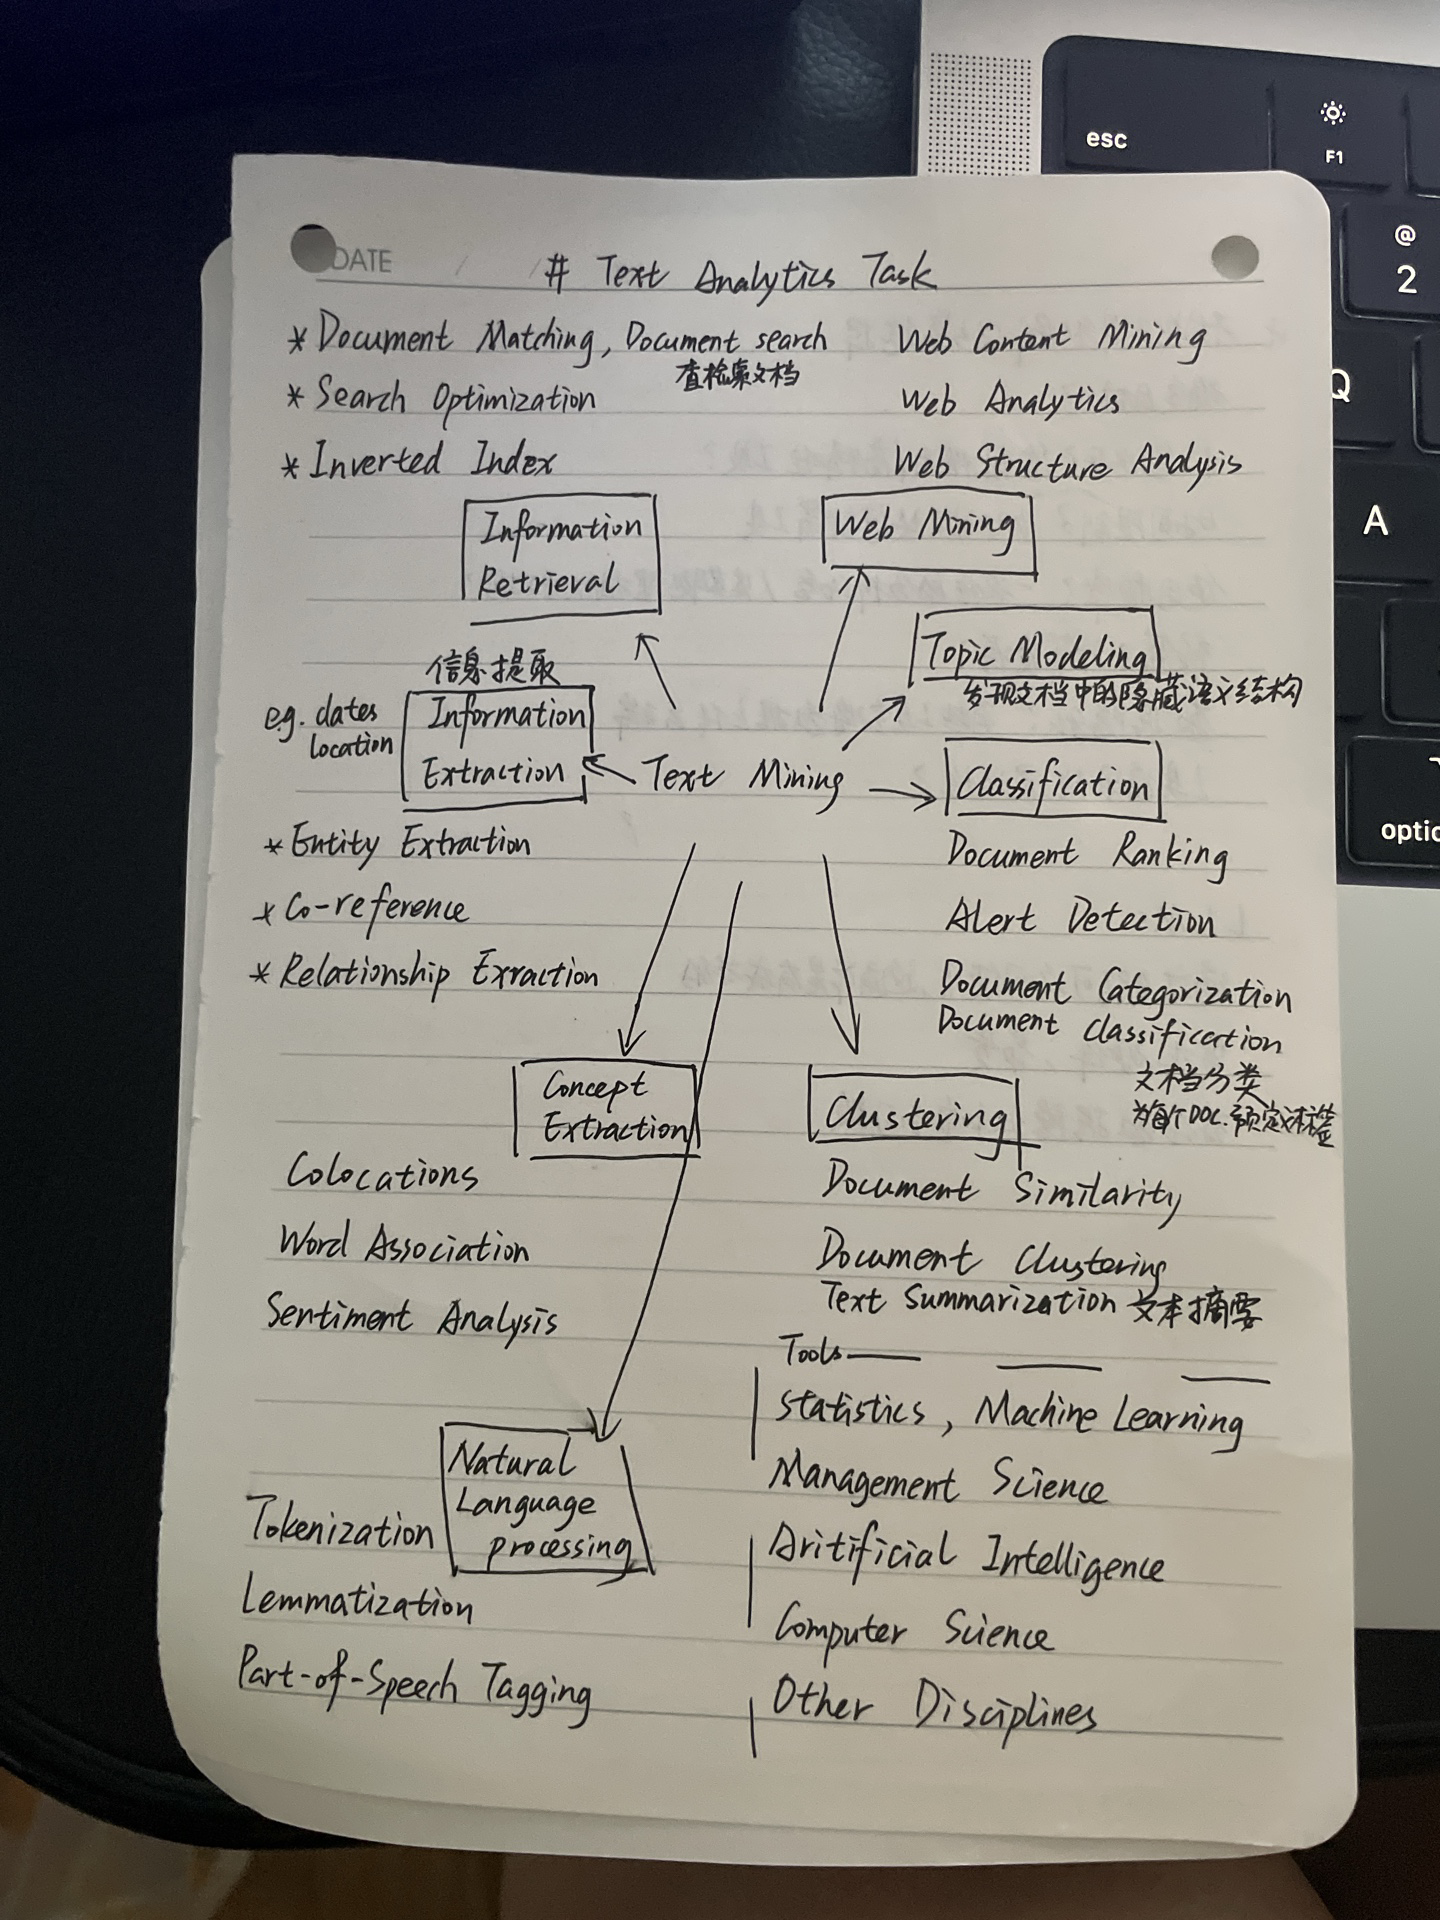 DATE / /
# Text Analytics Task
* Document Matching, Document search
查检索文档
* Search Optimization
* Inverted Index
Web Content Mining
Web Analytics
Web Structure Analysis
Information
Retrieval
Web Mining
Topic Modeling
发现文档中的隐藏语义结构
信息提取
e.g. dates
location
Information
Extraction
Text Mining
Classification
* Entity Extraction
* Co-reference
* Relationship Exraction
Document Ranking
Alert Detection
Document Categorization
Document Classification
文档分类
为每个DOC.预定义标签
Concept
Extraction
Colocations
Word Association
Sentiment Analysis
Clustering
Document Similarity
Document Clustering
Text Summarization 文本摘要
Natural
Language
processing
Tokenization
Lemmatization
Part-of-Speech Tagging
Tools
Statistics, Machine Learning
Management Science
Aritificial Intelligence
Computer Science
Other Disciplines
esc
F1
@
2
Q
A
optio